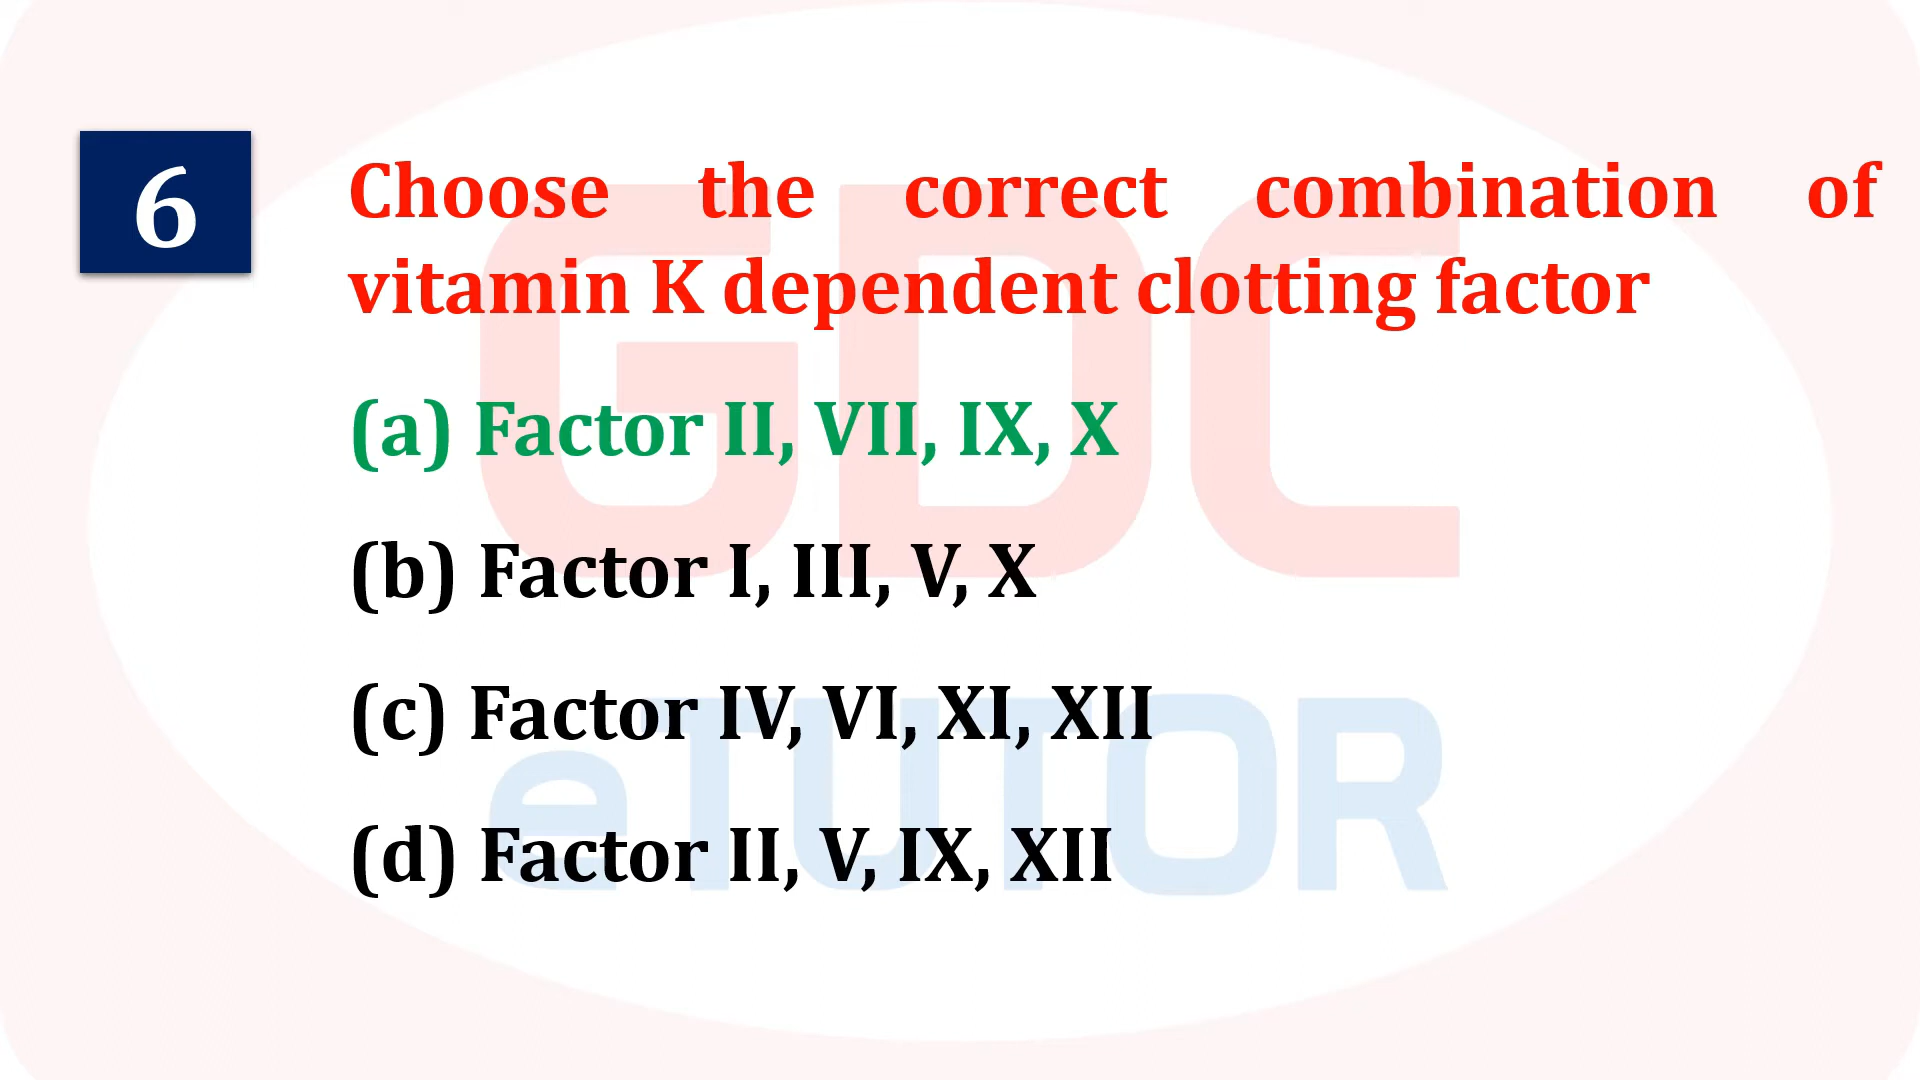 6
Choose the correct combination of
vitamin K dependent clotting factor
(a) Factor II, VII, IX, X
(b) Factor I, III, V, X
(c) Factor IV, VI, XI, XII
(d) Factor II, V, IX, XII
GDC
eTUTOR